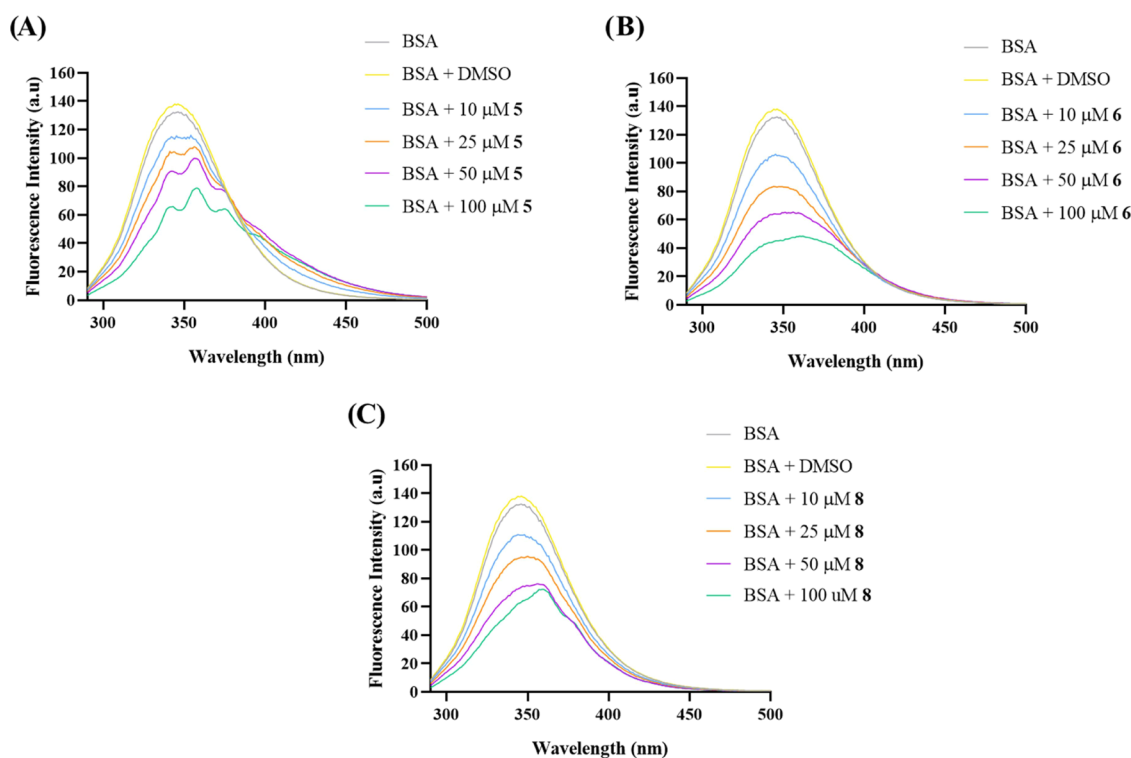 (A)
BSA
BSA + DMSO
BSA + 10 μM 5
BSA + 25 μM 5
BSA + 50 μM 5
BSA + 100 μM 5
Fluorescence Intensity (a.u)
160
140
120
100
80
60
40
20
0
300 350 400 450 500
Wavelength (nm)
(B)
BSA
BSA + DMSO
BSA + 10 μM 6
BSA + 25 μM 6
BSA + 50 μM 6
BSA + 100 μM 6
Fluorescence Intensity (a.u)
160
140
120
100
80
60
40
20
0
300 350 400 450 500
Wavelength (nm)
(C)
BSA
BSA + DMSO
BSA + 10 μM 8
BSA + 25 μM 8
BSA + 50 μM 8
BSA + 100 uM 8
Fluorescence Intensity (a.u)
160
140
120
100
80
60
40
20
0
300 350 400 450 500
Wavelength (nm)